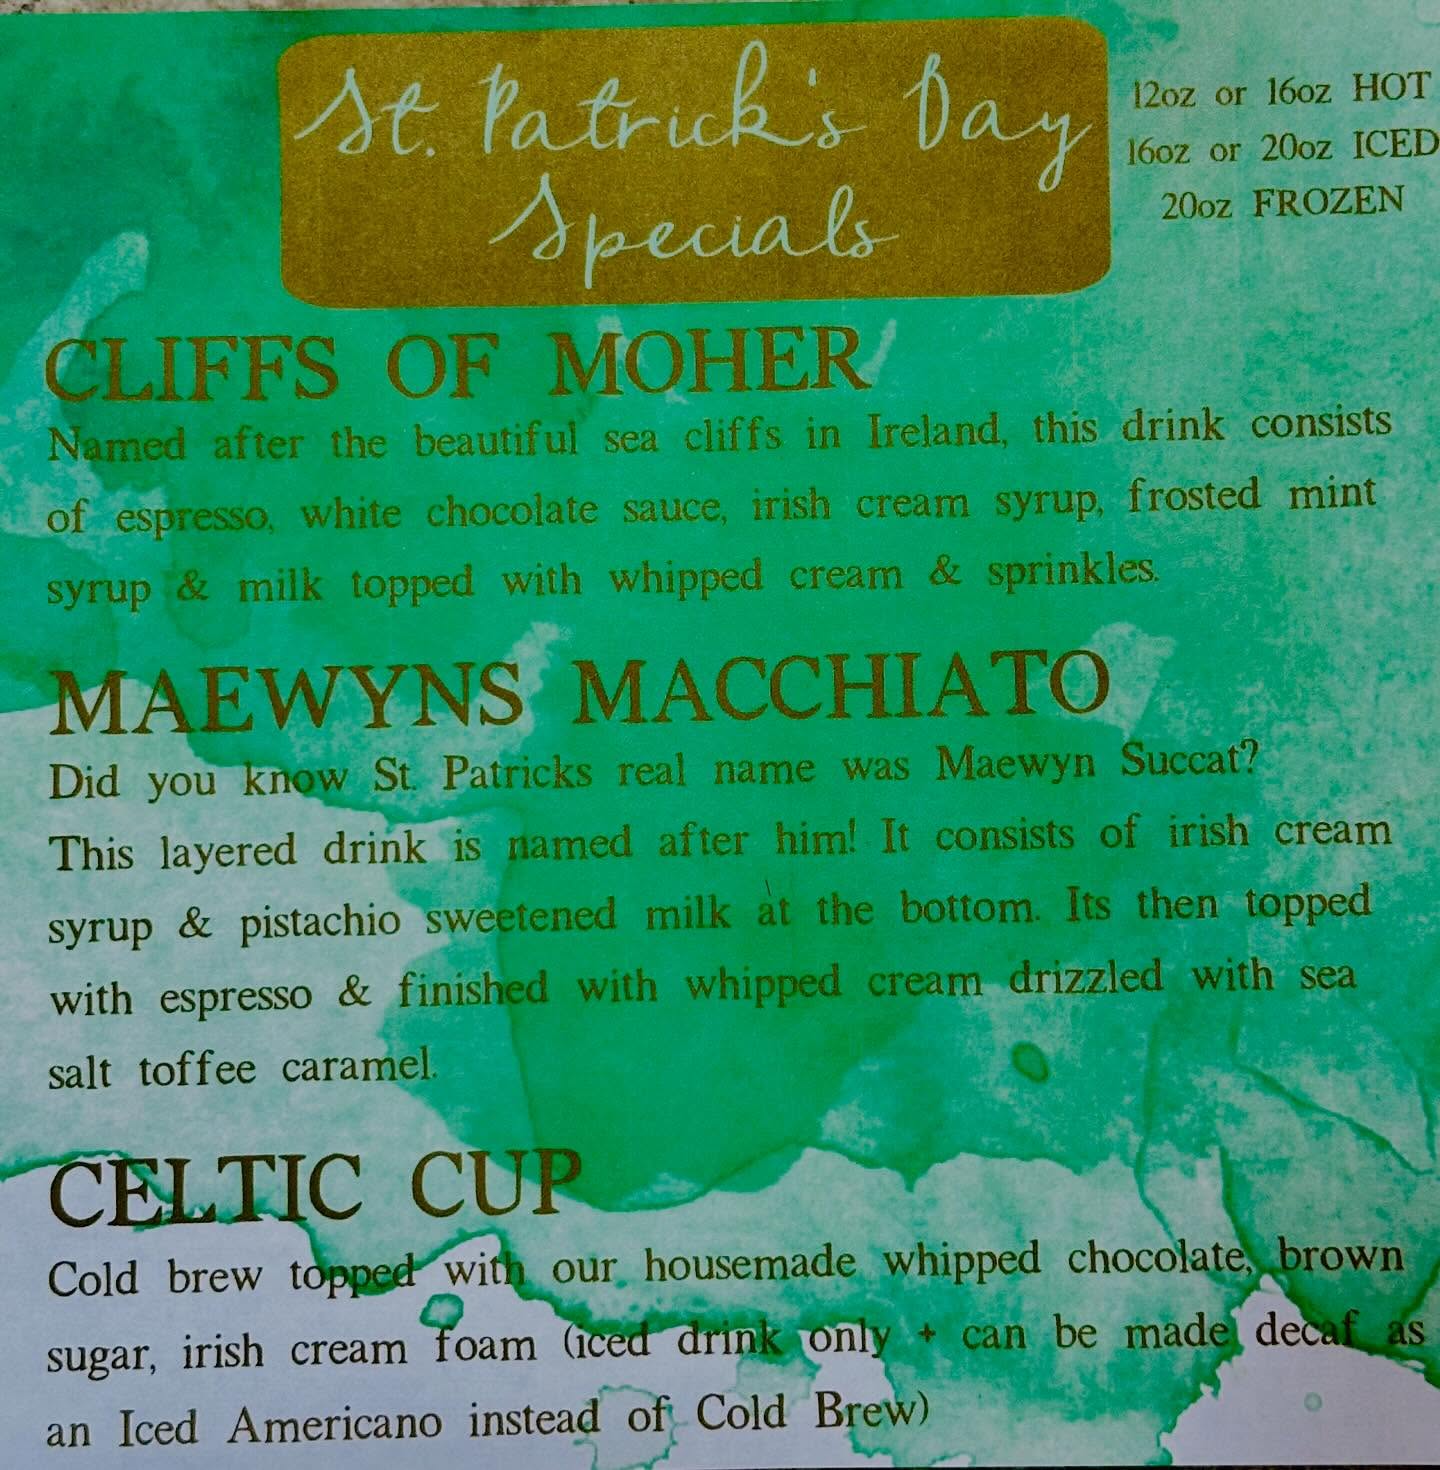 St. Patrick's Day
Specials
12oz or 16oz HOT
16oz or 20oz ICED
20oz FROZEN
CLIFFS OF MOHER
Named after the beautiful sea cliffs in Ireland, this drink consists
of espresso, white chocolate sauce, irish cream syrup, frosted mint
syrup & milk topped with whipped cream & sprinkles.
MAEWYNS MACCHIATO
Did you know St. Patricks real name was Maewyn Succat?
This layered drink is named after him! It consists of irish cream
syrup & pistachio sweetened milk at the bottom. Its then topped
with espresso & finished with whipped cream drizzled with sea
salt toffee caramel.
CELTIC CUP
Cold brew topped with our housemade whipped chocolate, brown
sugar, irish cream foam (iced drink only + can be made decaf as
an Iced Americano instead of Cold Brew)